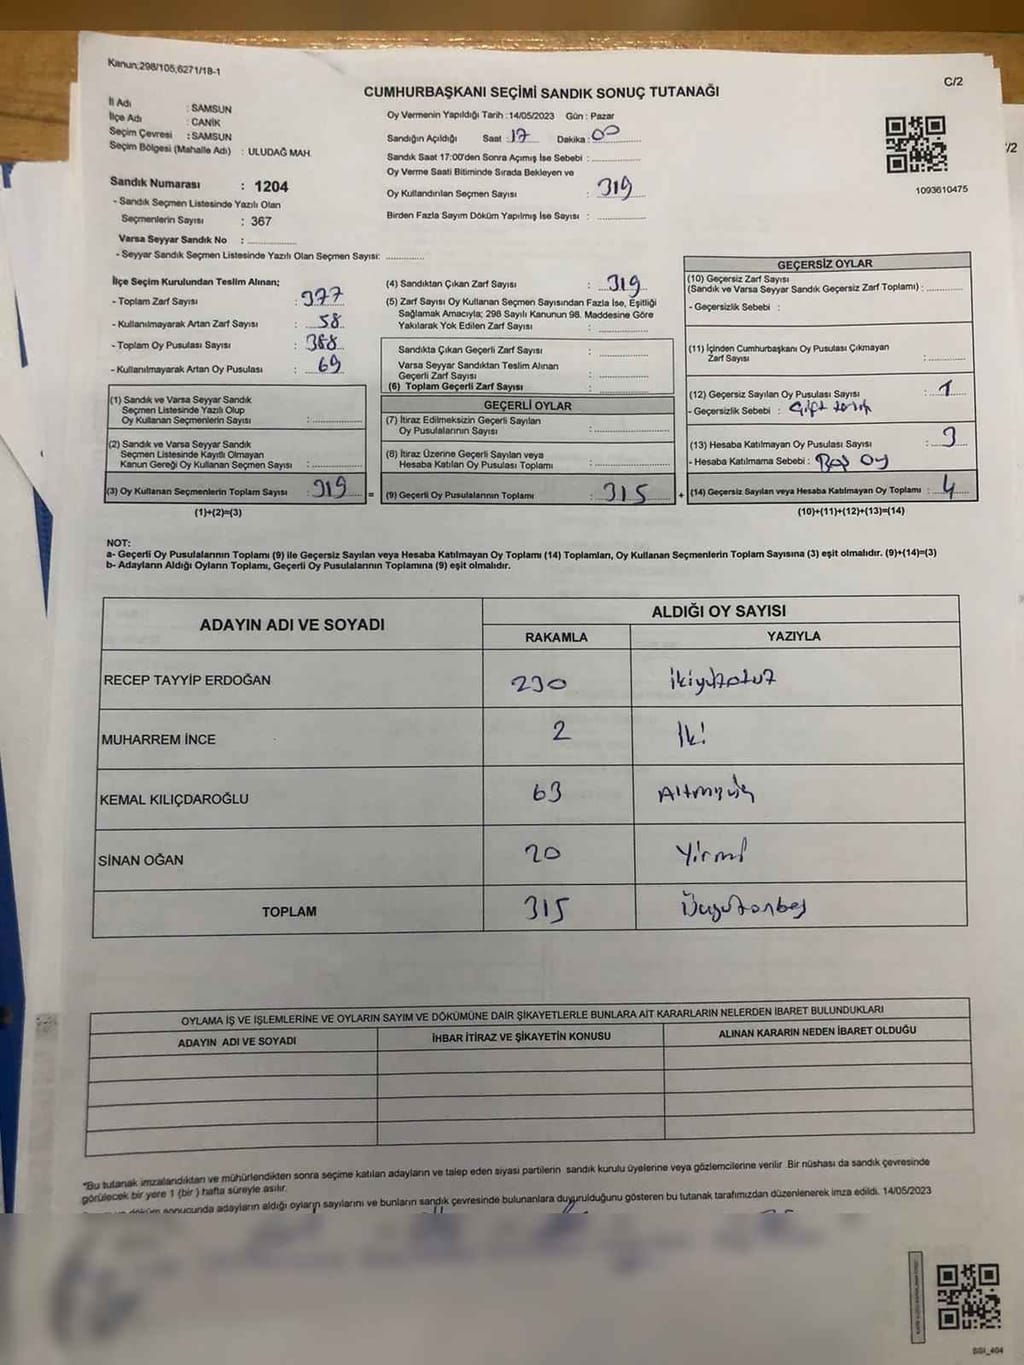 Kanun:298/105,6271/18-1
C/2
CUMHURBAŞKANI SEÇİMİ SANDIK SONUÇ TUTANAĞI
İl Adı : SAMSUN
İlçe Adı : CANİK
Seçim Çevresi : SAMSUN
Seçim Bölgesi (Mahalle Adı) : ULUDAĞ MAH.
Sandık Numarası : 1204
- Sandık Seçmen Listesinde Yazılı Olan
Seçmenlerin Sayısı : 367
Varsa Seyyar Sandık No : ..............
- Seyyar Sandık Seçmen Listesinde Yazılı Olan Seçmen Sayısı: ............
Oy Vermenin Yapıldığı Tarih :14/05/2023 Gün : Pazar
Sandığın Açıldığı Saat : 17 Dakika : 00
Sandık Saat 17:00'den Sonra Açımış İse Sebebi : ..............
Oy Verme Saati Bitiminde Sırada Bekleyen ve
Oy Kullandırılan Seçmen Sayısı : 319
Birden Fazla Sayım Döküm Yapılmış İse Sayısı : ..............
1093610475
/2
İlçe Seçim Kurulundan Teslim Alınan;
- Toplam Zarf Sayısı : 377
- Kullanılmayarak Artan Zarf Sayısı : 58
- Toplam Oy Pusulası Sayısı : 388
- Kullanılmayarak Artan Oy Pusulası : 69
(1) Sandık ve Varsa Seyyar Sandık
Seçmen Listesinde Yazılı Olup
Oy Kullanan Seçmenlerin Sayısı : ..............
(2) Sandık ve Varsa Seyyar Sandık
Seçmen Listesinde Kayıtlı Olmayan
Kanun Gereği Oy Kullanan Seçmen Sayısı : ..............
(3) Oy Kullanan Seçmenlerin Toplam Sayısı : 319
(1)+(2)=(3)
(4) Sandıktan Çıkan Zarf Sayısı : 319
(5) Zarf Sayısı Oy Kullanan Seçmen Sayısından Fazla İse, Eşitliği
Sağlamak Amacıyla; 298 Sayılı Kanunun 98. Maddesine Göre
Yakılarak Yok Edilen Zarf Sayısı : ..............
Sandıkta Çıkan Geçerli Zarf Sayısı : ..............
Varsa Seyyar Sandıktan Teslim Alınan
Geçerli Zarf Sayısı : ..............
(6) Toplam Geçerli Zarf Sayısı : ..............
GEÇERLİ OYLAR
(7) İtiraz Edilmeksizin Geçerli Sayılan
Oy Pusulalarının Sayısı : ..............
(8) İtiraz Üzerine Geçerli Sayılan veya
Hesaba Katılan Oy Pusulası Toplamı : ..............
= (9) Geçerli Oy Pusulalarının Toplamı : 315
GEÇERSİZ OYLAR
(10) Geçersiz Zarf Sayısı
(Sandık ve Varsa Seyyar Sandık Geçersiz Zarf Toplamı) : ............
- Geçersizlik Sebebi :
(11) İçinden Cumhurbaşkanı Oy Pusulası Çıkmayan
Zarf Sayısı : ............
(12) Geçersiz Sayılan Oy Pusulası Sayısı : 1
- Geçersizlik Sebebi : Çift
(13) Hesaba Katılmayan Oy Pusulası Sayısı : 3
- Hesaba Katılmama Sebebi : Boş Oy
+ (14) Geçersiz Sayılan veya Hesaba Katılmayan Oy Toplamı : 4
(10)+(11)+(12)+(13)=(14)
NOT:
a- Geçerli Oy Pusulalarının Toplamı (9) ile Geçersiz Sayılan veya Hesaba Katılmayan Oy Toplamı (14) Toplamları, Oy Kullanan Seçmenlerin Toplam Sayısına (3) eşit olmalıdır. (9)+(14)=(3)
b- Adayların Aldığı Oyların Toplamı, Geçerli Oy Pusulalarının Toplamına (9) eşit olmalıdır.
ADAYIN ADI VE SOYADI
ALDIĞI OY SAYISI
RAKAMLA YAZIYLA
RECEP TAYYİP ERDOĞAN 230 İkiyüzotuz
MUHARREM İNCE 2 İki
KEMAL KILIÇDAROĞLU 63 Altmışüç
SİNAN OĞAN 20 Yirmi
TOPLAM 315 Üçyüzonbeş
OYLAMA İŞ VE İŞLEMLERİNE VE OYLARIN SAYIM VE DÖKÜMÜNE DAİR ŞİKAYETLERLE BUNLARA AİT KARARLARIN NELERDEN İBARET BULUNDUKLARI
ADAYIN ADI VE SOYADI İHBAR İTİRAZ VE ŞİKAYETİN KONUSU ALINAN KARARIN NEDEN İBARET OLDUĞU
*Bu tutanak imzalandıktan ve mühürlendikten sonra seçime katılan adayların ve talep eden siyasi partilerin sandık kurulu üyelerine veya gözlemcilerine verilir. Bir nüshası da sandık çevresinde
görülecek bir yere 1 (bir ) hafta süreyle asılır.
döküm sonucunda adayların aldığı oyların sayılarını ve bunların sandık çevresinde bulunanlara duyurulduğunu gösteren bu tutanak tarafımızdan düzenlenerek imza edildi. 14/05/2023